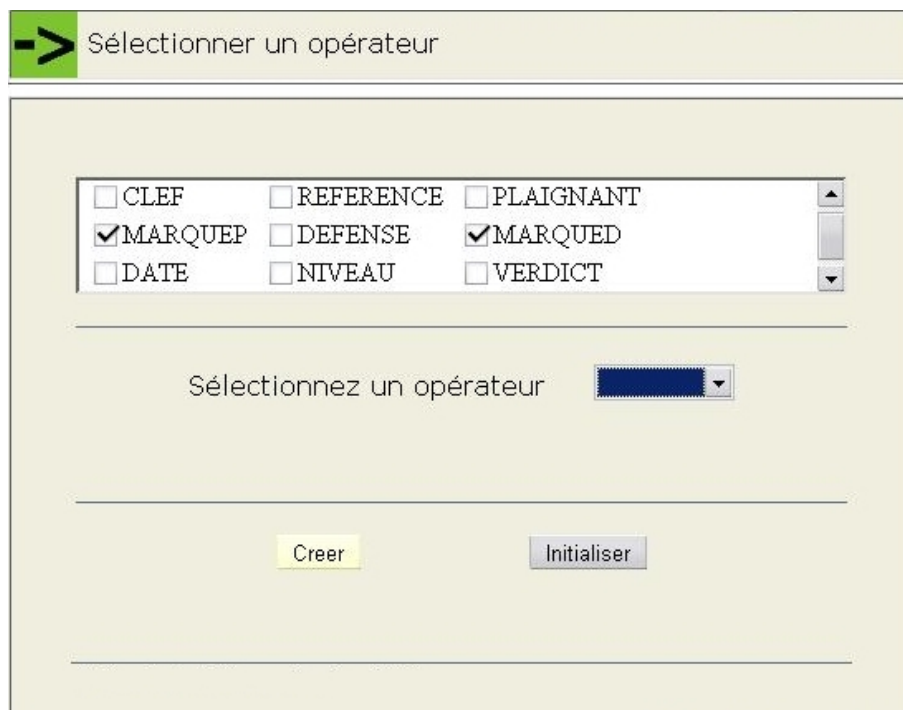 -> Sélectionner un opérateur
CLEF REFERENCE PLAIGNANT
MARQUEP DEFENSE MARQUED
DATE NIVEAU VERDICT
Sélectionnez un opérateur
Creer Initialiser